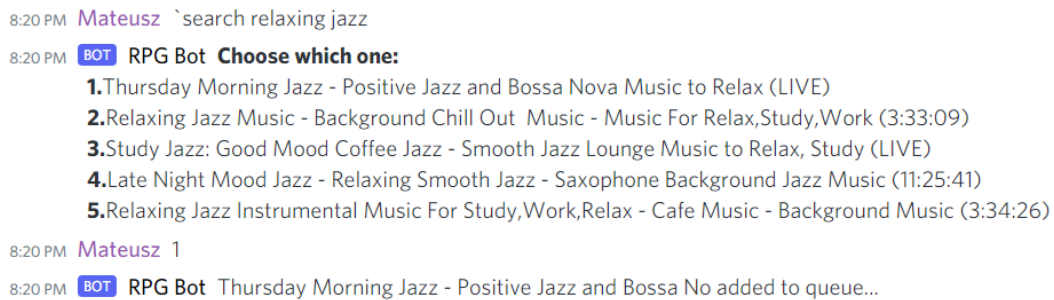 8:20 PM Mateusz `search relaxing jazz
8:20 PM BOT RPG Bot Choose which one:
1.Thursday Morning Jazz - Positive Jazz and Bossa Nova Music to Relax (LIVE)
2.Relaxing Jazz Music - Background Chill Out  Music - Music For Relax,Study,Work (3:33:09)
3.Study Jazz: Good Mood Coffee Jazz - Smooth Jazz Lounge Music to Relax, Study (LIVE)
4.Late Night Mood Jazz - Relaxing Smooth Jazz - Saxophone Background Jazz Music (11:25:41)
5.Relaxing Jazz Instrumental Music For Study,Work,Relax - Cafe Music - Background Music (3:34:26)
8:20 PM Mateusz 1
8:20 PM BOT RPG Bot Thursday Morning Jazz - Positive Jazz and Bossa No added to queue...